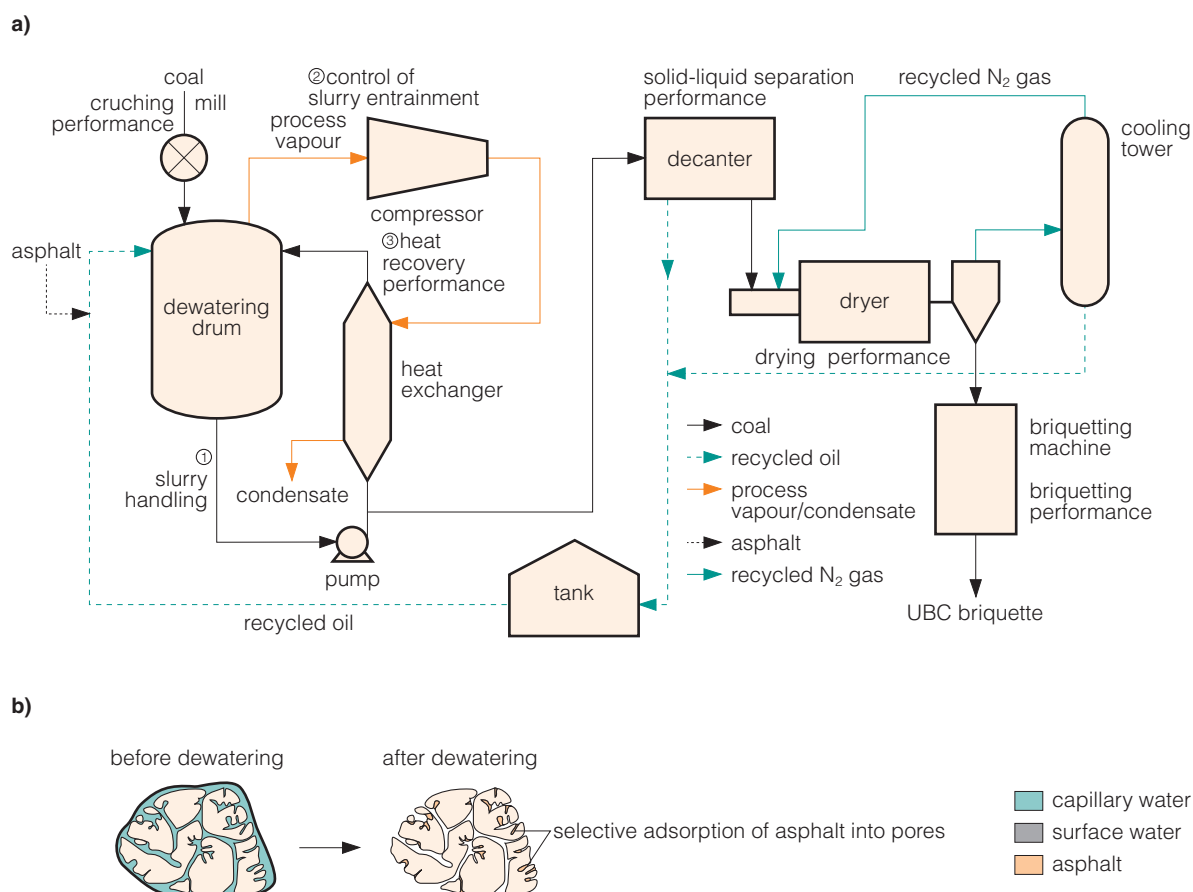 a)
coal
cruching mill
performance
②control of
slurry entrainment
process
vapour
compressor
solid-liquid separation
performance
decanter
recycled N₂ gas
cooling
tower
asphalt
dewatering
drum
③heat
recovery
performance
heat
exchanger
dryer
drying performance
①
slurry
handling
condensate
pump
tank
recycled oil
coal
recycled oil
process
vapour/condensate
asphalt
recycled N₂ gas
briquetting
machine
briquetting
performance
UBC briquette
b)
before dewatering
after dewatering
selective adsorption of asphalt into pores
capillary water
surface water
asphalt